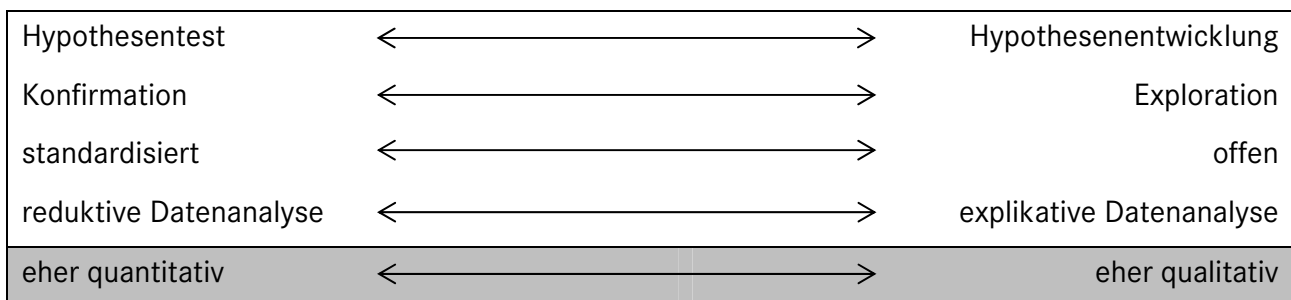 Hypothesentest Hypothesenentwicklung
Konfirmation Exploration
standardisiert offen
reduktive Datenanalyse explikative Datenanalyse
eher quantitativ eher qualitativ